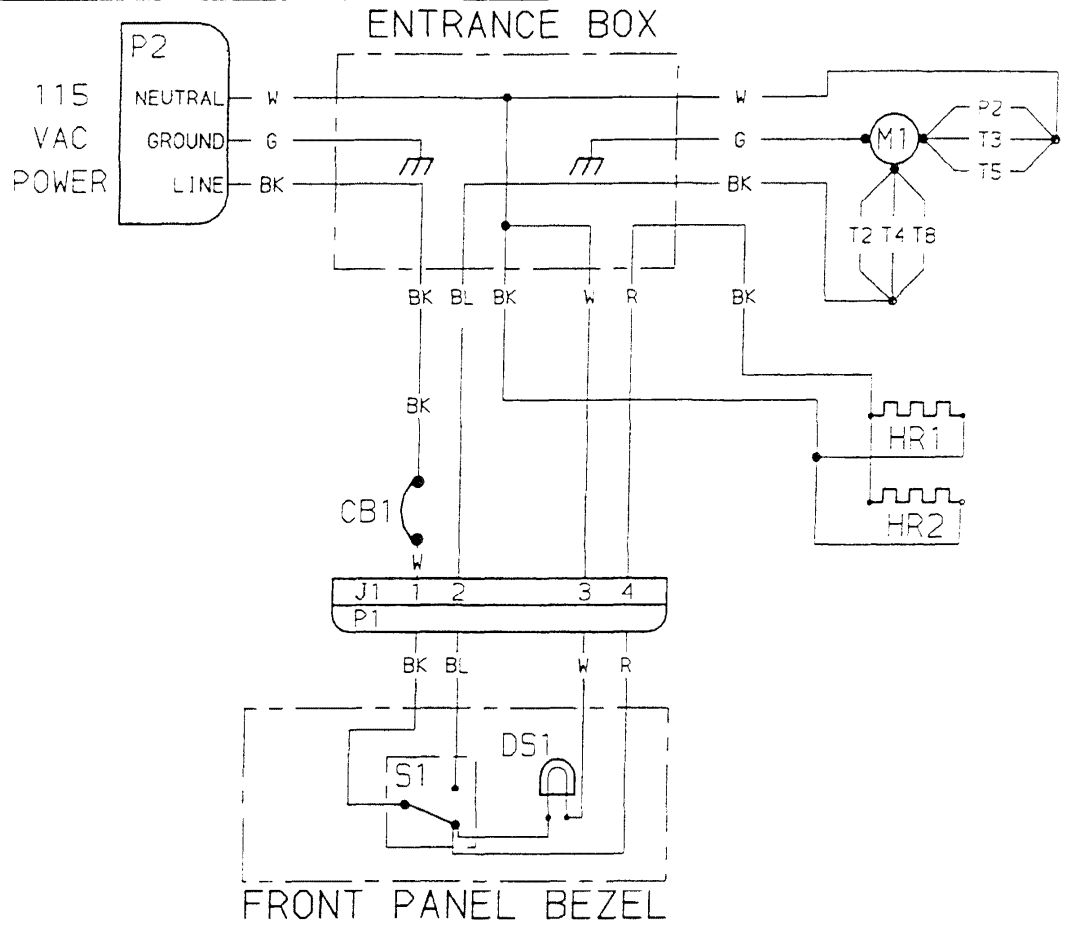 ENTRANCE BOX
P2
115
VAC
POWER
NEUTRAL
W
W
GROUND
G
G
LINE
BK
BK
M1
P2
T3
T5
T2 T4 T8
BK BL BK W R BK
BK
HR1
HR2
CB1
W
J1 1 2 3 4
P1
BK BL W R
DS1
S1
FRONT PANEL BEZEL